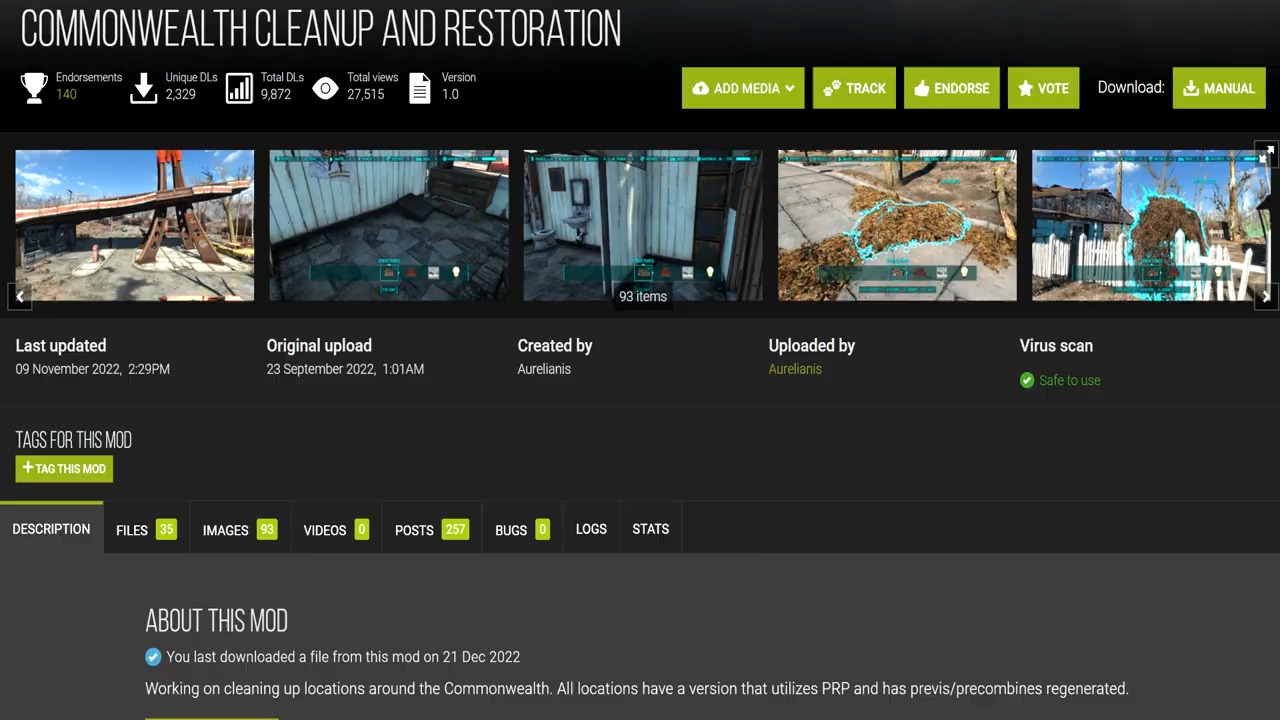 COMMONWEALTH CLEANUP AND RESTORATION
Endorsements
140
Unique DLs
2,329
Total DLs
9,872
Total views
27,515
Version
1.0
ADD MEDIA
TRACK
ENDORSE
VOTE
Download:
MANUAL
93 items
Last updated
09 November 2022, 2:29PM
Original upload
23 September 2022, 1:01AM
Created by
Aurelianis
Uploaded by
Aurelianis
Virus scan
Safe to use
TAGS FOR THIS MOD
+ TAG THIS MOD
DESCRIPTION
FILES 35
IMAGES 93
VIDEOS 0
POSTS 257
BUGS 0
LOGS
STATS
ABOUT THIS MOD
You last downloaded a file from this mod on 21 Dec 2022
Working on cleaning up locations around the Commonwealth. All locations have a version that utilizes PRP and has previs/precombines regenerated.